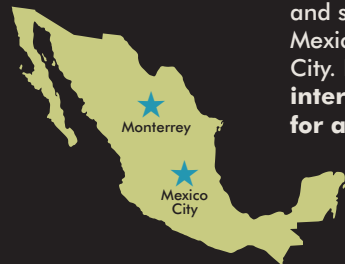 and s
Mexic
City.
inter
for a
Monterrey
Mexico
City